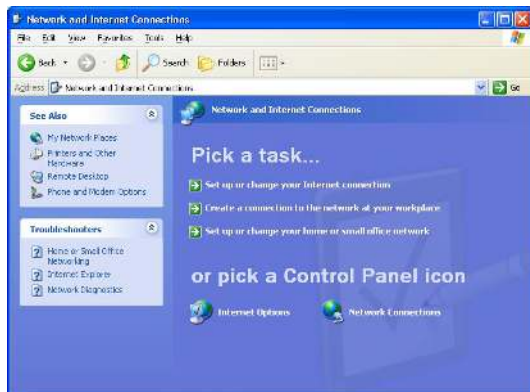 Network and Internet Connections
File Edit View Favorites Tools Help
Back Search Folders
Address Network and Internet Connections Go
See Also
My Network Places
Printers and Other
Hardware
Remote Desktop
Phone and Modem Options
Troubleshooters
Home or Small Office
Networking
Internet Explorer
Network Diagnostics
Network and Internet Connections
Pick a task...
Set up or change your Internet connection
Create a connection to the network at your workplace
Set up or change your home or small office network
or pick a Control Panel icon
Internet Options Network Connections